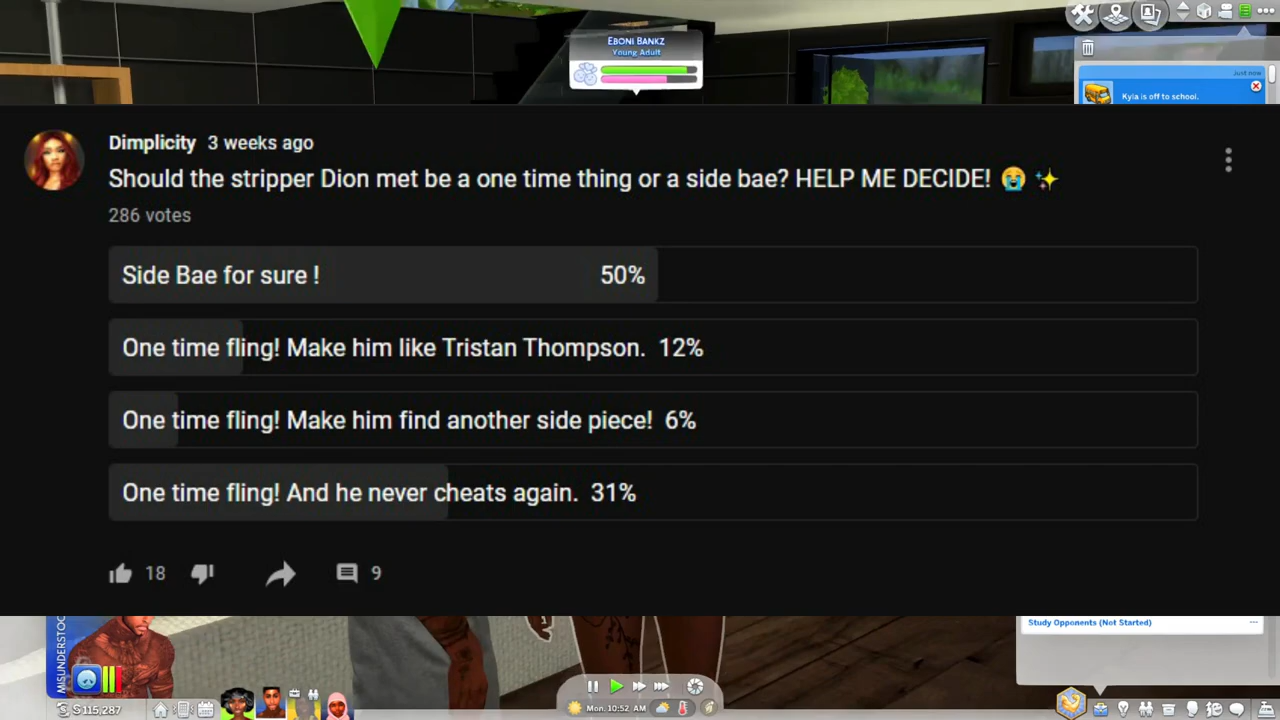 EBONI BANKZ
Young Adult
Just now
Kyla is off to school.
Dimplicity 3 weeks ago
Should the stripper Dion met be a one time thing or a side bae? HELP ME DECIDE! 😭 ✨
286 votes
Side Bae for sure ! 50%
One time fling! Make him like Tristan Thompson. 12%
One time fling! Make him find another side piece! 6%
One time fling! And he never cheats again. 31%
18
9
MISUNDERSTOO
Study Opponents (Not Started)
§115,287
Mon. 10:52 AM